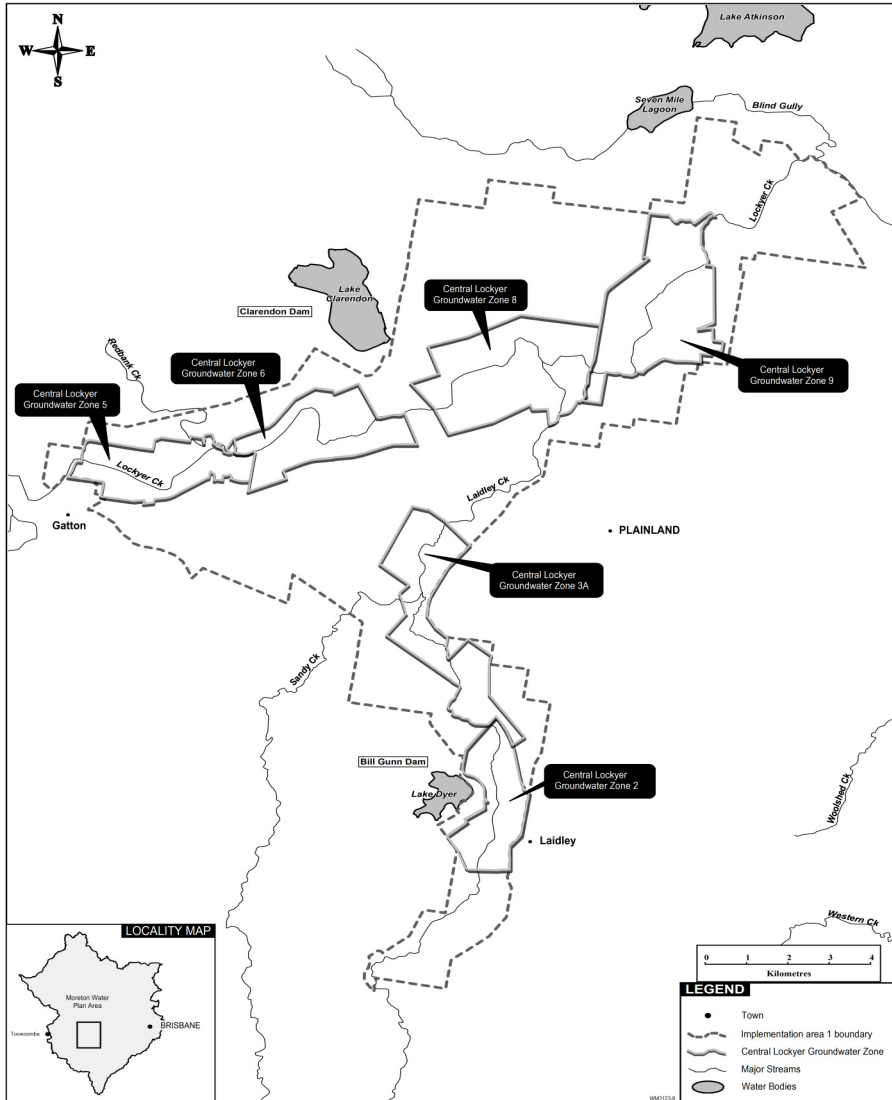 N
W
E
S
Lake Atkinson
Seven Mile
Lagoon
Blind Gully
Lockyer Ck
Lake
Clarendon
Clarendon Dam
Central Lockyer
Groundwater Zone 8
Redbank Ck
Central Lockyer
Groundwater Zone 6
Central Lockyer
Groundwater Zone 9
Central Lockyer
Groundwater Zone 5
Lockyer Ck
Laidley Ck
Gatton
PLAINLAND
Central Lockyer
Groundwater Zone 3A
Sandy Ck
Bill Gunn Dam
Lake Dyer
Central Lockyer
Groundwater Zone 2
Laidley
Woolshed Ck
Western Ck
LOCALITY MAP
Moreton Water
Plan Area
Toowoomba
BRISBANE
0 1 2 3 4
Kilometres
LEGEND
Town
Implementation area 1 boundary
Central Lockyer Groundwater Zone
Major Streams
Water Bodies
WM3123-8